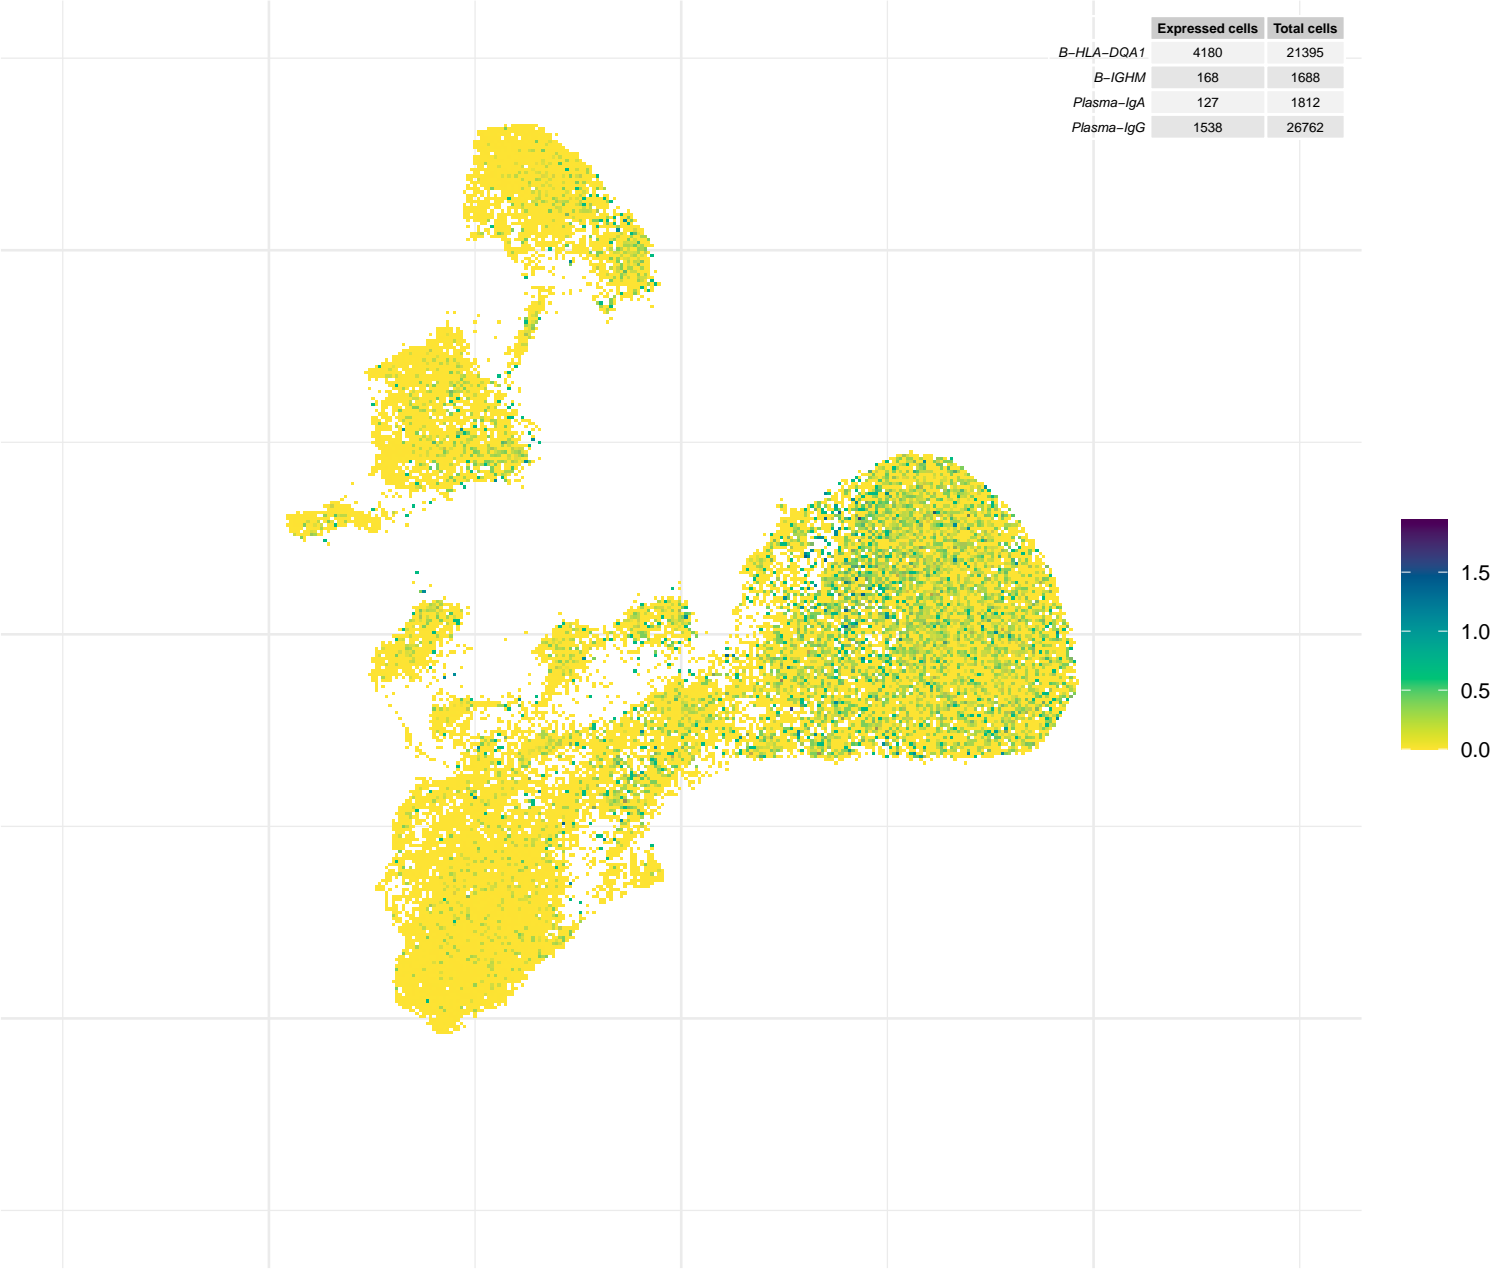 Expressed cells Total cells
B−HLA−DQA1 4180 21395
B−IGHM 168 1688
Plasma−IgA 127 1812
Plasma−IgG 1538 26762
1.5
1.0
0.5
0.0